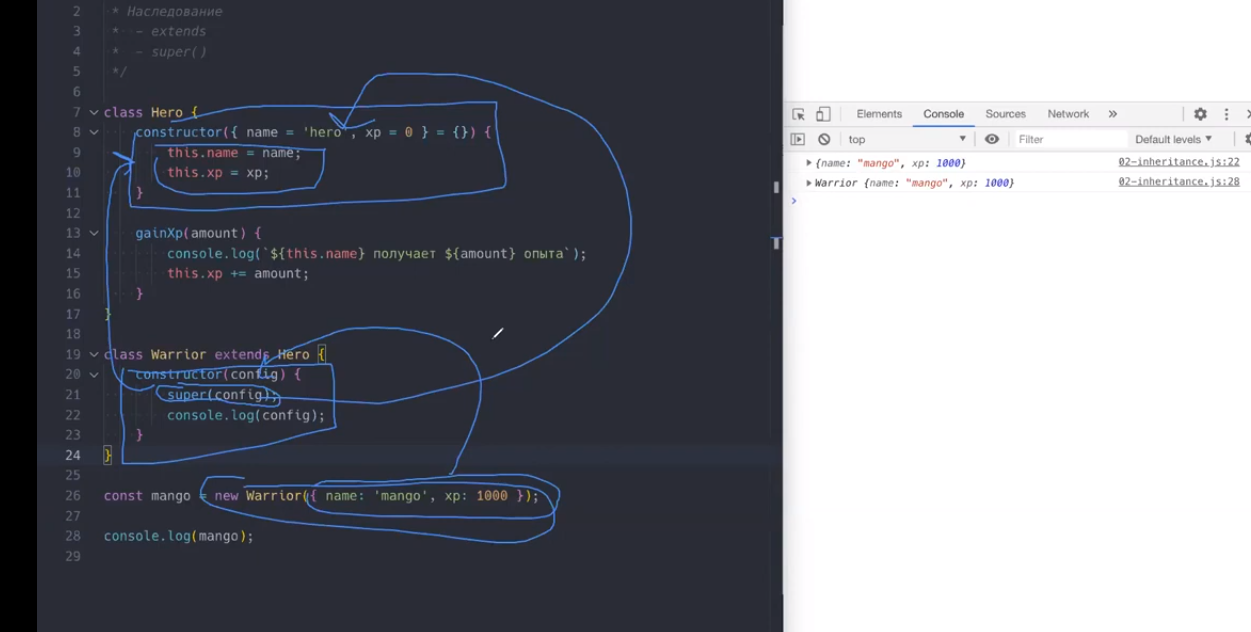 2 * Наследование
3 * - extends
4 * - super()
5 */
6
7 class Hero {
8 constructor({ name = 'hero', xp = 0 } = {}) {
9 this.name = name;
10 this.xp = xp;
11 }
12
13 gainXp(amount) {
14 console.log(`${this.name} получает ${amount} опыта`);
15 this.xp += amount;
16 }
17 }
18
19 class Warrior extends Hero {
20 constructor(config) {
21 super(config);
22 console.log(config);
23 }
24 }
25
26 const mango = new Warrior({ name: 'mango', xp: 1000 });
27
28 console.log(mango);
29
Elements Console Sources Network »
top Filter Default levels
{name: "mango", xp: 1000} 02-inheritance.js:22
Warrior {name: "mango", xp: 1000} 02-inheritance.js:28